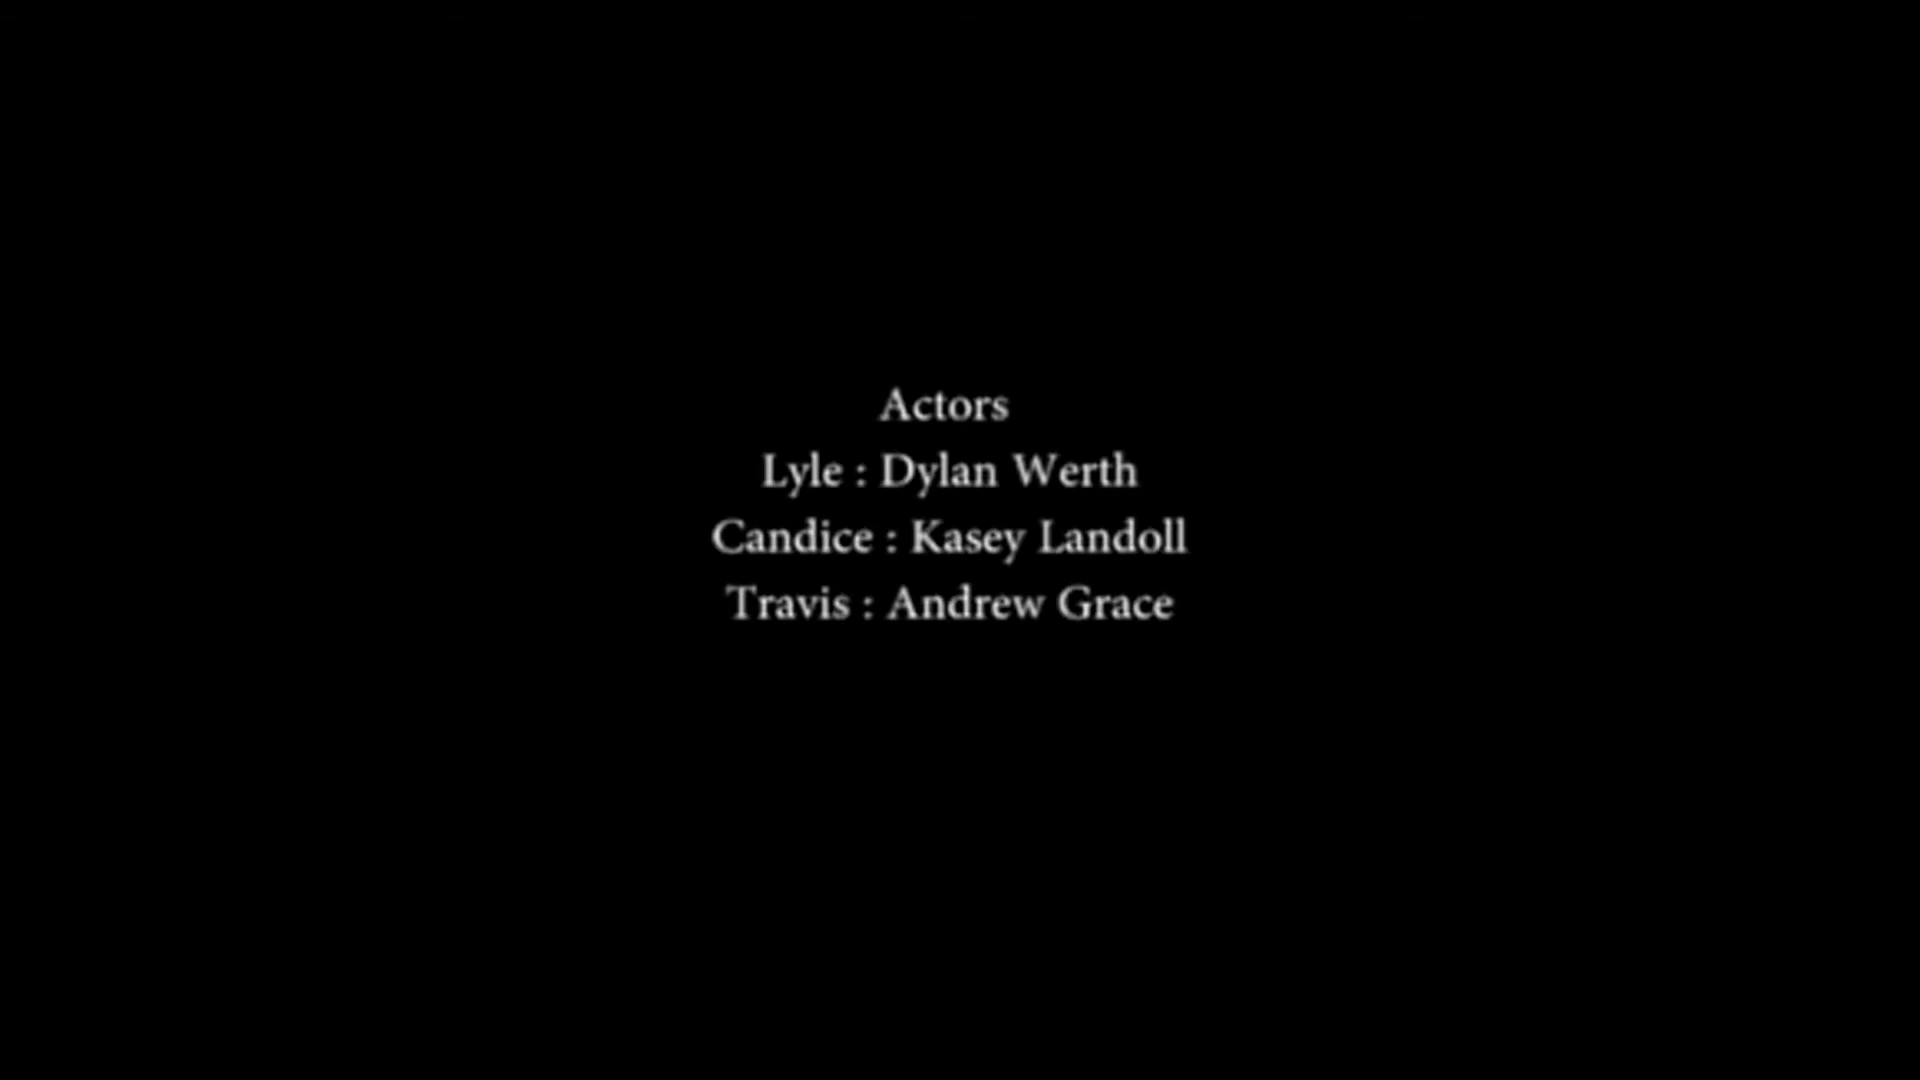 Actors
Lyle : Dylan Werth
Candice : Kasey Landoll
Travis : Andrew Grace